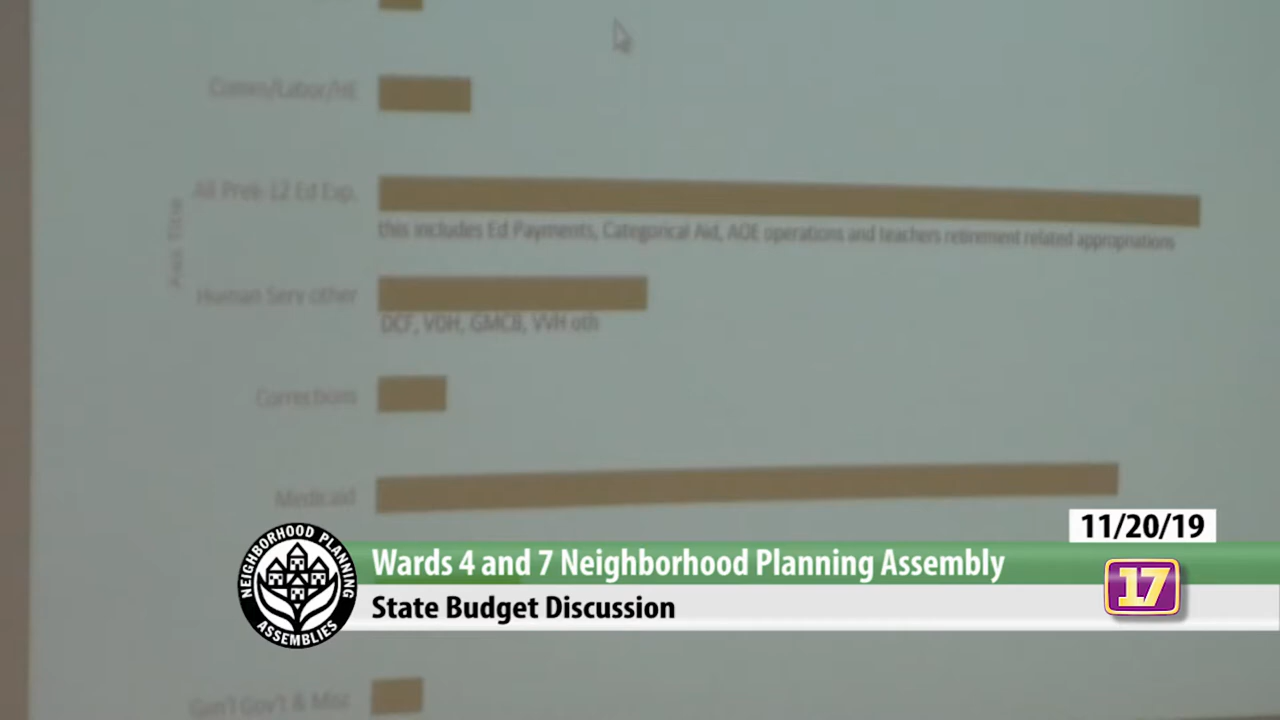 Comm/Labor/HE
All PreK-12 Ed Exp.
this includes Ed Payments, Categorical Aid, AOE operations and teachers retirement related appropriations
Human Serv other
DCF, VDH, GMCB, VVH oth
Corrections
Medicaid
11/20/19
NEIGHBORHOOD PLANNING
ASSEMBLIES
Wards 4 and 7 Neighborhood Planning Assembly
17
State Budget Discussion
Gen'l Gov't & Misc